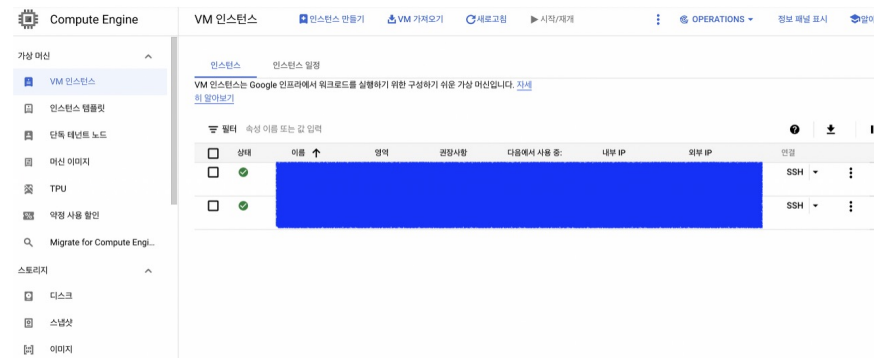 Compute Engine
VM 인스턴스
인스턴스 만들기
VM 가져오기
새로고침
시작/재개
OPERATIONS
정보 패널 표시
가상 머신
VM 인스턴스
인스턴스 템플릿
단독 테넌트 노드
머신 이미지
TPU
약정 사용 할인
Migrate for Compute Engi...
스토리지
디스크
스냅샷
이미지
인스턴스
인스턴스 일정
VM 인스턴스는 Google 인프라에서 워크로드를 실행하기 위한 구성하기 쉬운 가상 머신입니다. 자세
히 알아보기
필터 속성 이름 또는 값 입력
상태 이름 영역 권장사항 다음에서 사용 중: 내부 IP 외부 IP 연결
SSH
SSH